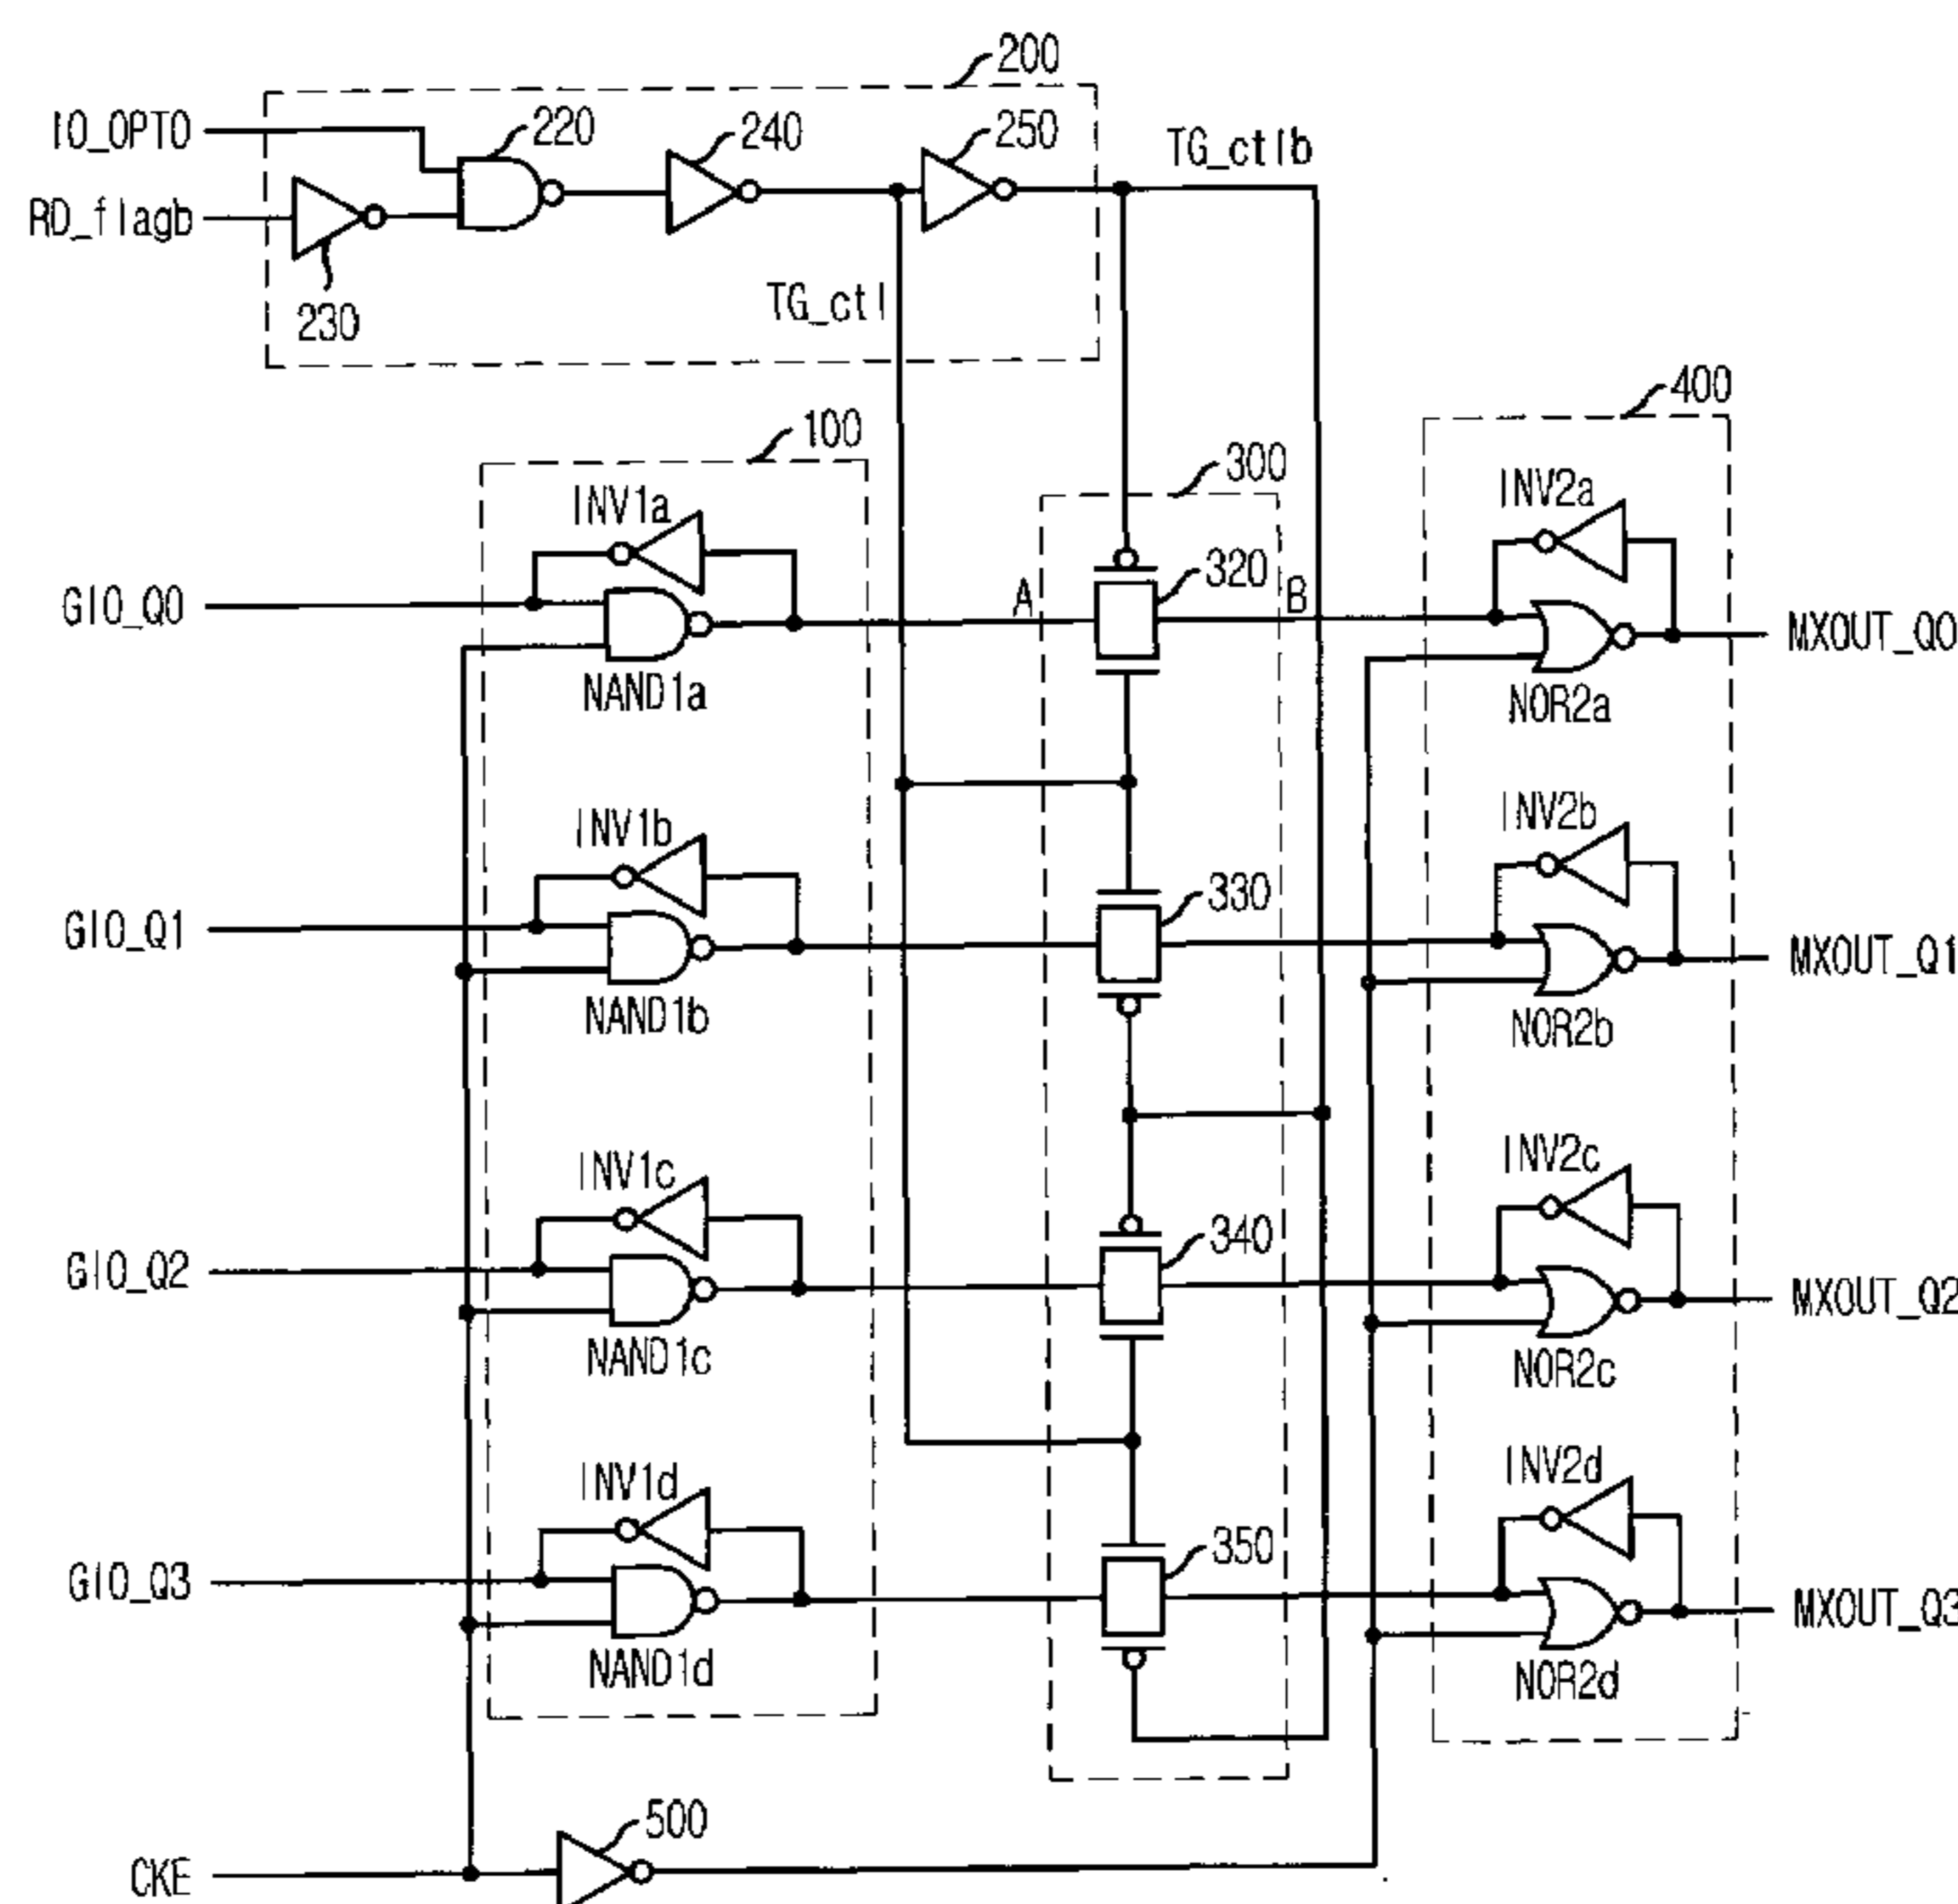 200
IO_OPT0
220
240
250
TG_ctlb
RD_flagb
230
TG_ctl
400
100
300
INV1a
INV2a
GIO_Q0
A
320
B
MXOUT_Q0
NAND1a
NOR2a
INV1b
INV2b
GIO_Q1
330
MXOUT_Q1
NAND1b
NOR2b
INV1c
INV2c
GIO_Q2
340
MXOUT_Q2
NAND1c
NOR2c
INV1d
INV2d
GIO_Q3
350
MXOUT_Q3
NAND1d
NOR2d
500
CKE